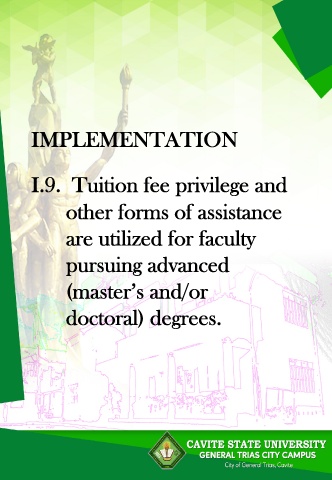 IMPLEMENTATION
I.9. Tuition fee privilege and
other forms of assistance
are utilized for faculty
pursuing advanced
(master's and/or
doctoral) degrees.
CAVITE STATE UNIVERSITY
GENERAL TRIAS CITY CAMPUS
City of General Trias, Cavite